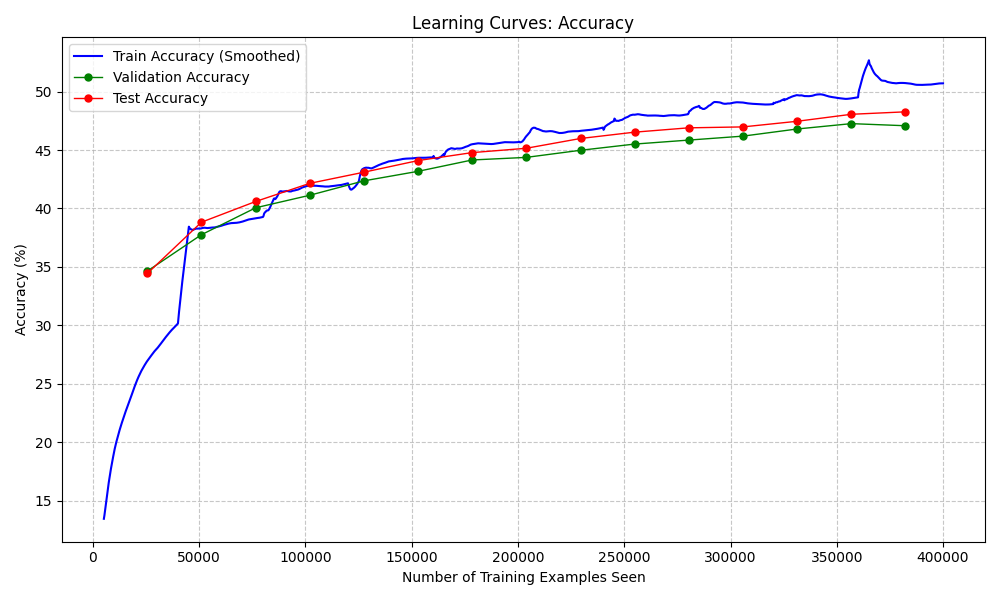 Learning Curves: Accuracy
Train Accuracy (Smoothed)
Validation Accuracy
Test Accuracy
Accuracy (%)
50
45
40
35
30
25
20
15
0 50000 100000 150000 200000 250000 300000 350000 400000
Number of Training Examples Seen